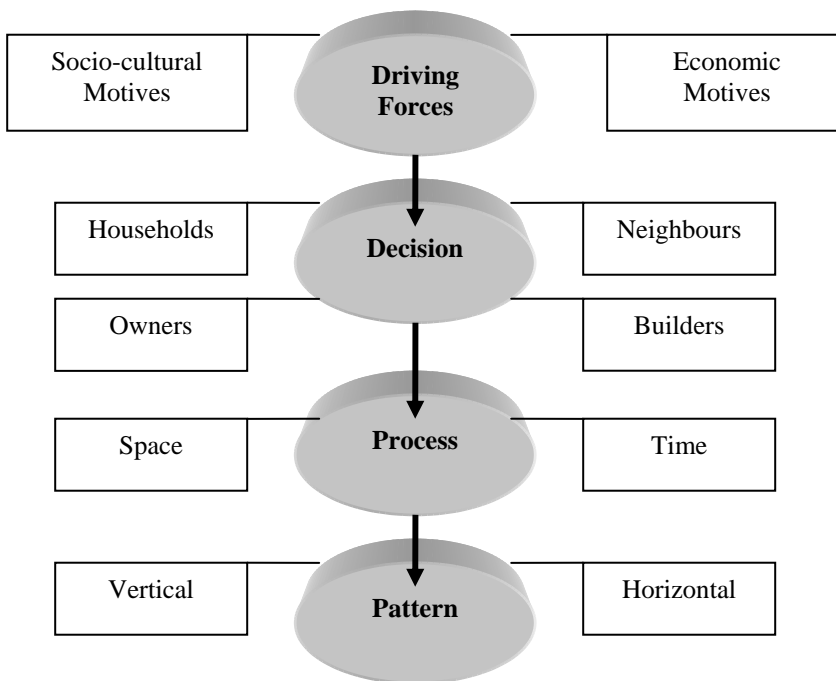 Socio-cultural
Motives
Driving
Forces
Economic
Motives
Households
Decision
Neighbours
Owners
Builders
Space
Process
Time
Vertical
Pattern
Horizontal